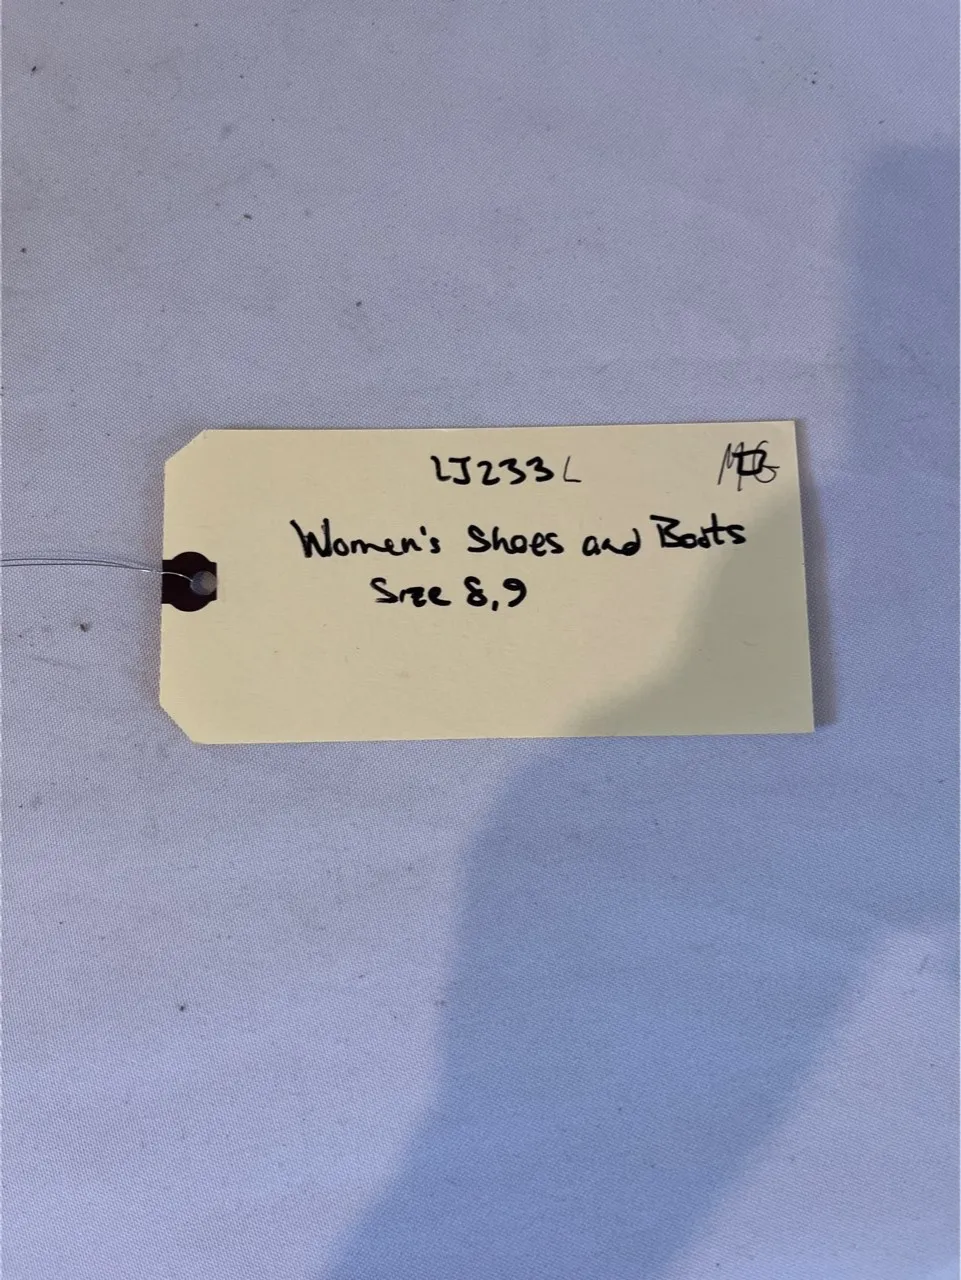 LJ233L
Women's Shoes and Boots
Size 8,9